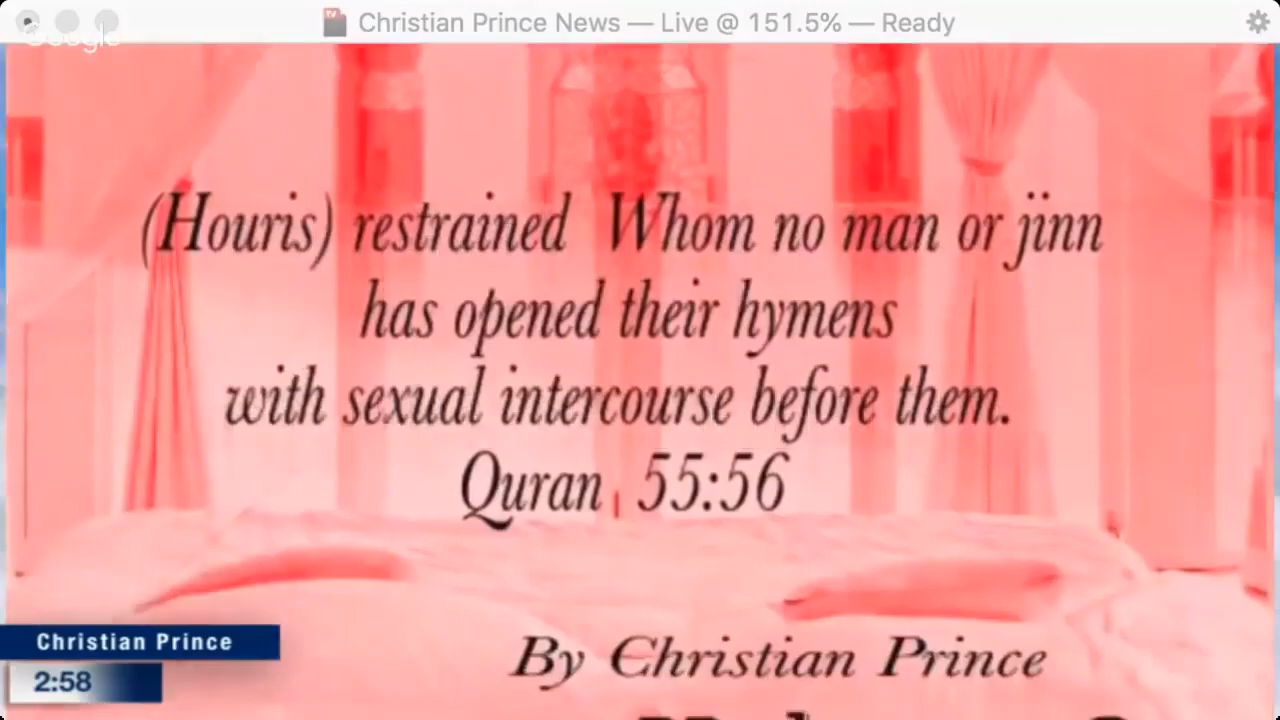 Christian Prince News — Live @ 151.5% — Ready
Google
(Houris) restrained Whom no man or jinn
has opened their hymens
with sexual intercourse before them.
Quran 55:56
Christian Prince
2:58
By Christian Prince